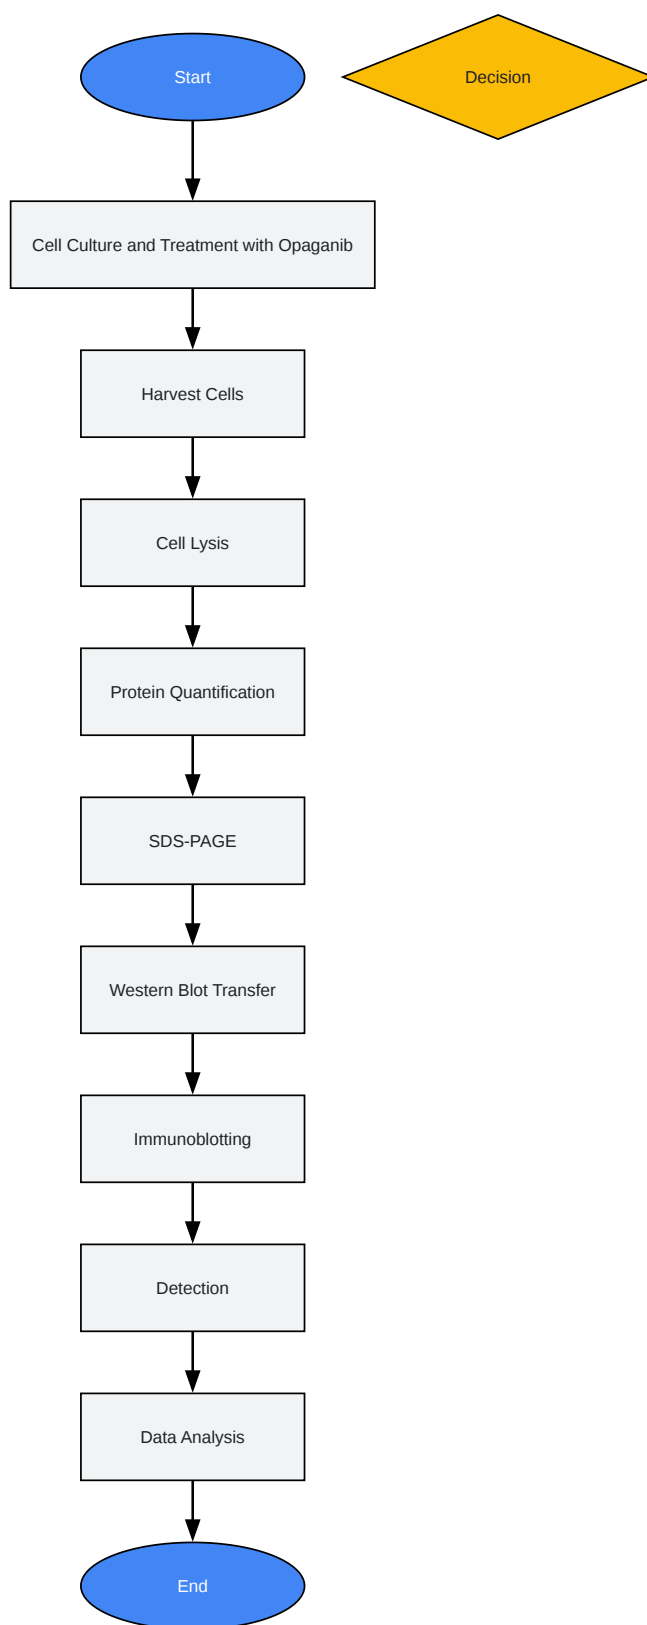 Start
Decision
Cell Culture and Treatment with Opaganib
Harvest Cells
Cell Lysis
Protein Quantification
SDS-PAGE
Western Blot Transfer
Immunoblotting
Detection
Data Analysis
End